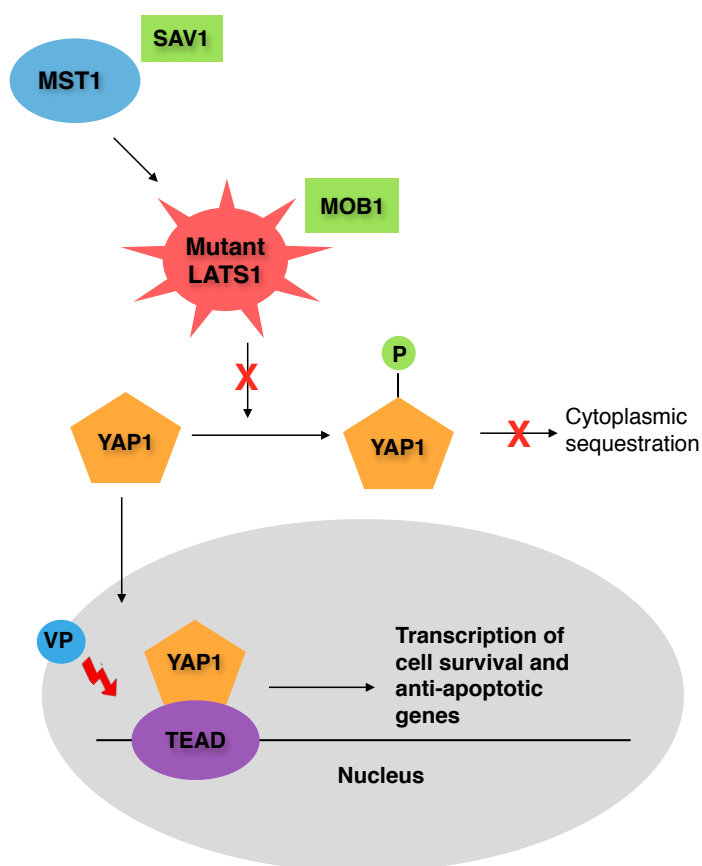 SAV1
MST1
MOB1
Mutant
LATS1
X
P
YAP1
YAP1
X
Cytoplasmic
sequestration
VP
YAP1
TEAD
Transcription of
cell survival and
anti-apoptotic
genes
Nucleus